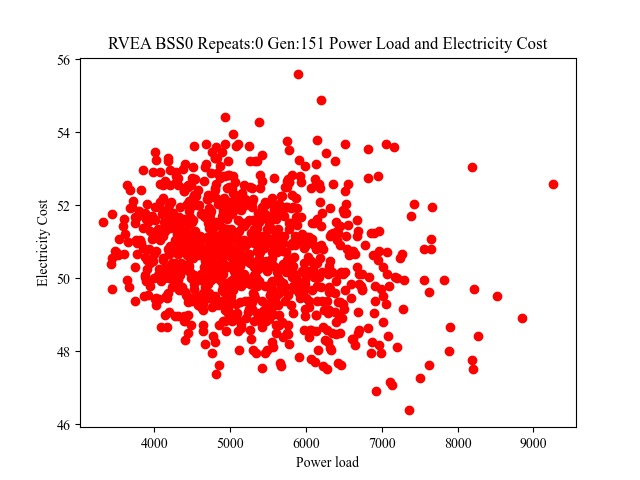 RVEA BSS0 Repeats:0 Gen:151 Power Load and Electricity Cost
56
54
52
50
48
46
Electricity Cost
4000 5000 6000 7000 8000 9000
Power load